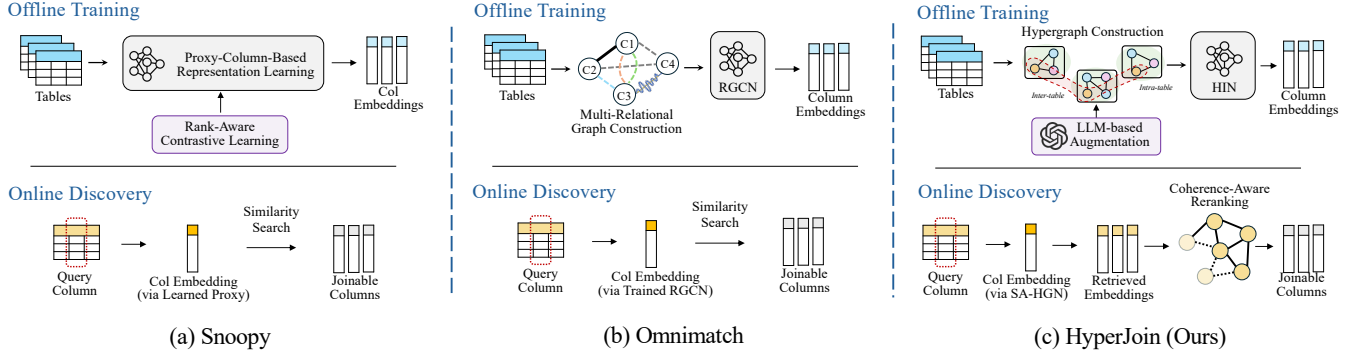 Offline Training
Tables
Proxy-Column-Based
Representation Learning
Col
Embeddings
Rank-Aware
Contrastive Learning
Online Discovery
Query
Column
Col Embedding
(via Learned Proxy)
Similarity
Search
Joinable
Columns
(a) Snoopy
Offline Training
Tables
C1
C2
C3
C4
Multi-Relational
Graph Construction
RGCN
Column
Embeddings
Online Discovery
Query
Column
Col Embedding
(via Trained RGCN)
Similarity
Search
Joinable
Columns
(b) Omnimatch
Offline Training
Hypergraph Construction
Tables
Inter-table
Intra-table
LLM-based
Augmentation
HIN
Column
Embeddings
Online Discovery
Query
Column
Col Embedding
(via SA-HGN)
Retrieved
Embeddings
Coherence-Aware
Reranking
Joinable
Columns
(c) HyperJoin (Ours)